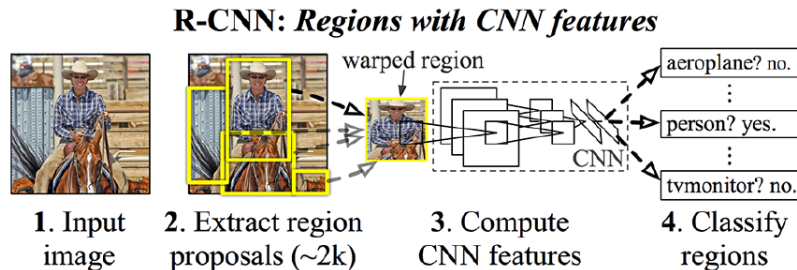 R-CNN: Regions with CNN features
warped region
aeroplane? no.
⋮
person? yes.
⋮
tvmonitor? no.
CNN
1. Input
image
2. Extract region
proposals (~2k)
3. Compute
CNN features
4. Classify
regions